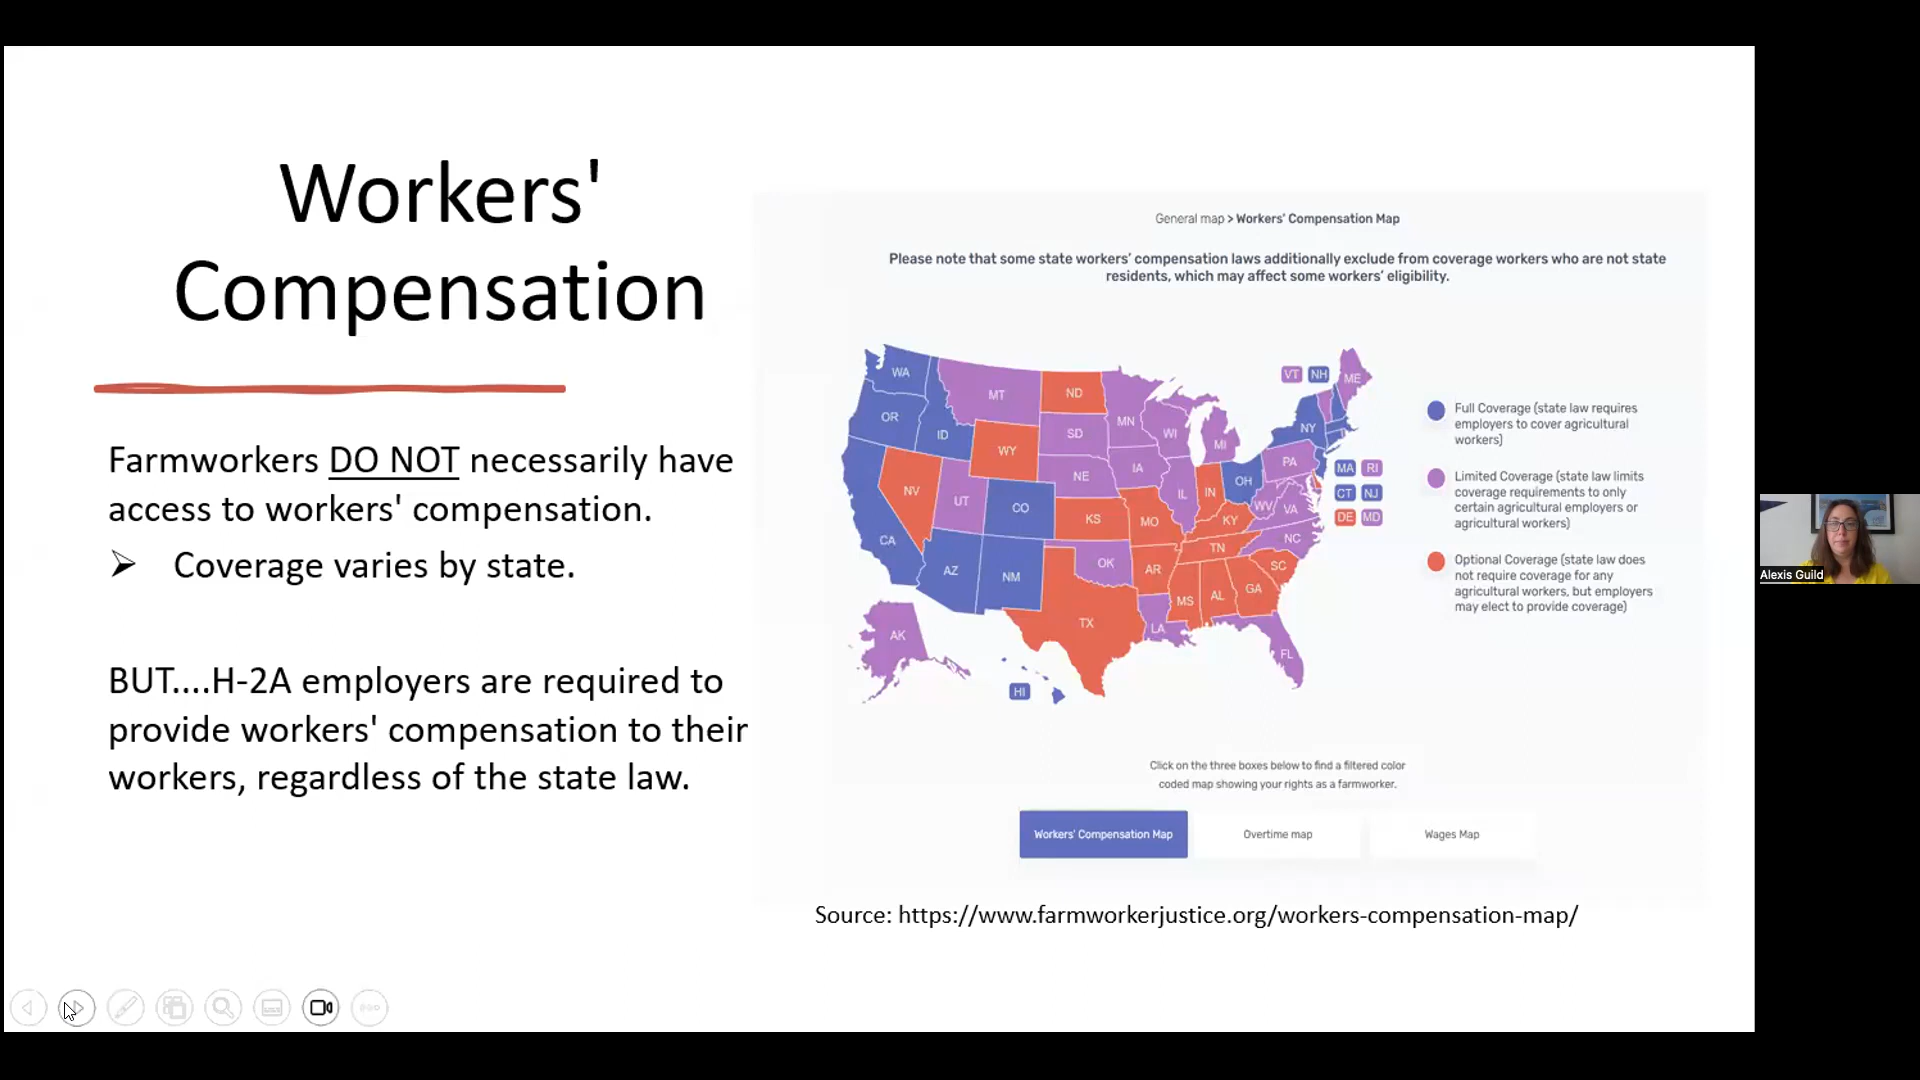 Workers'
Compensation
Farmworkers DO NOT necessarily have
access to workers' compensation.
Coverage varies by state.
BUT....H-2A employers are required to
provide workers' compensation to their
workers, regardless of the state law.
General map > Workers' Compensation Map
Please note that some state workers' compensation laws additionally exclude from coverage workers who are not state
residents, which may affect some workers' eligibility.
WA
MT
ND
VT NH
ME
OR
ID
WY
SD
MN
WI
MI
NY
NV
UT
CO
NE
IA
IL
IN
OH
PA
MA RI
CT NJ
DE MD
CA
KS
MO
KY
WV
VA
NC
AZ
NM
OK
AR
TN
SC
TX
LA
MS
AL
GA
FL
AK
HI
Full Coverage (state law requires
employers to cover agricultural
workers)
Limited Coverage (state law limits
coverage requirements to only
certain agricultural employers or
agricultural workers)
Optional Coverage (state law does
not require coverage for any
agricultural workers, but employers
may elect to provide coverage)
Click on the three boxes below to find a filtered color
coded map showing your rights as a farmworker.
Workers' Compensation Map
Overtime map
Wages Map
Source: https://www.farmworkerjustice.org/workers-compensation-map/
Alexis Guild